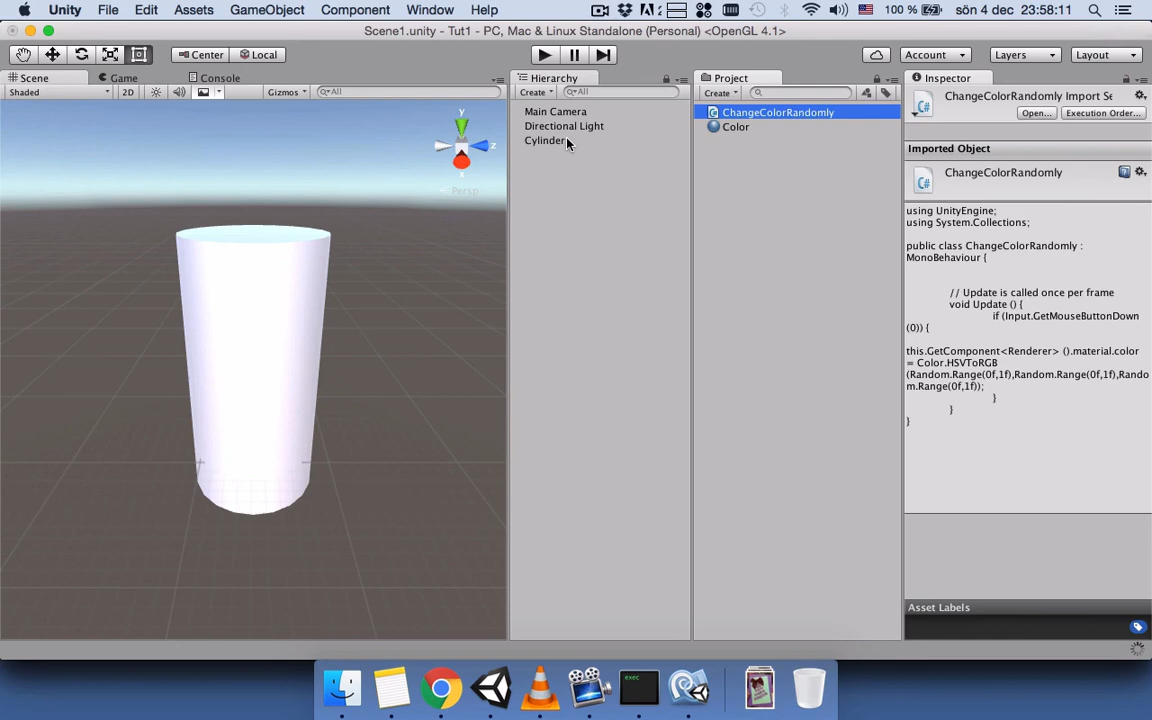 Unity File Edit Assets GameObject Component Window Help 100 % sön 4 dec 23:58:11
Scene1.unity - Tut1 - PC, Mac & Linux Standalone (Personal) <OpenGL 4.1>
Center Local Account Layers Layout
Scene Game Console Hierarchy Project Inspector
Shaded 2D Gizmos All Create All Create
ChangeColorRandomly Import Se
Open... Execution Order...
Main Camera
Directional Light
Cylinder
ChangeColorRandomly
Color
y
z
x
Persp
Imported Object
ChangeColorRandomly
C#
using UnityEngine;
using System.Collections;
public class ChangeColorRandomly :
MonoBehaviour {
// Update is called once per frame
void Update () {
if (Input.GetMouseButtonDown
(0)) {
this.GetComponent<Renderer> ().material.color
= Color.HSVToRGB
(Random.Range(0f,1f),Random.Range(0f,1f),Rando
m.Range(0f,1f));
}
}
}
Asset Labels
exec